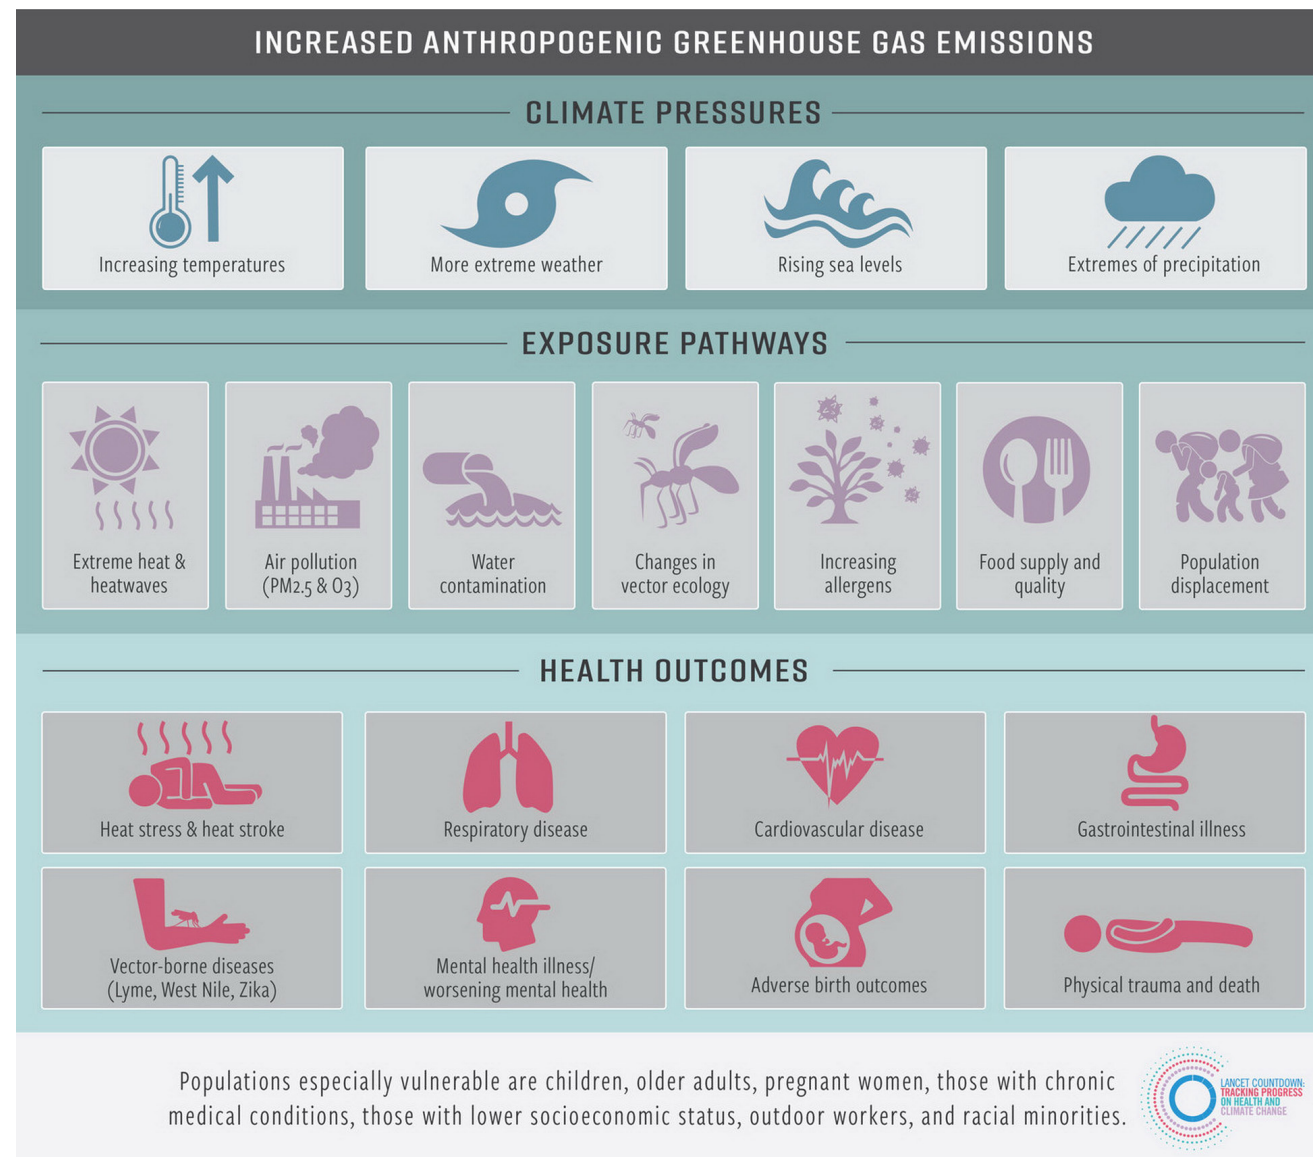 INCREASED ANTHROPOGENIC GREENHOUSE GAS EMISSIONS
CLIMATE PRESSURES
Increasing temperatures
More extreme weather
Rising sea levels
Extremes of precipitation
EXPOSURE PATHWAYS
Extreme heat &
heatwaves
Air pollution
(PM2.5 & O3)
Water
contamination
Changes in
vector ecology
Increasing
allergens
Food supply and
quality
Population
displacement
HEALTH OUTCOMES
Heat stress & heat stroke
Respiratory disease
Cardiovascular disease
Gastrointestinal illness
Vector-borne diseases
(Lyme, West Nile, Zika)
Mental health illness/
worsening mental health
Adverse birth outcomes
Physical trauma and death
Populations especially vulnerable are children, older adults, pregnant women, those with chronic
medical conditions, those with lower socioeconomic status, outdoor workers, and racial minorities.
LANCET COUNTDOWN:
TRACKING PROGRESS
ON HEALTH AND
CLIMATE CHANGE